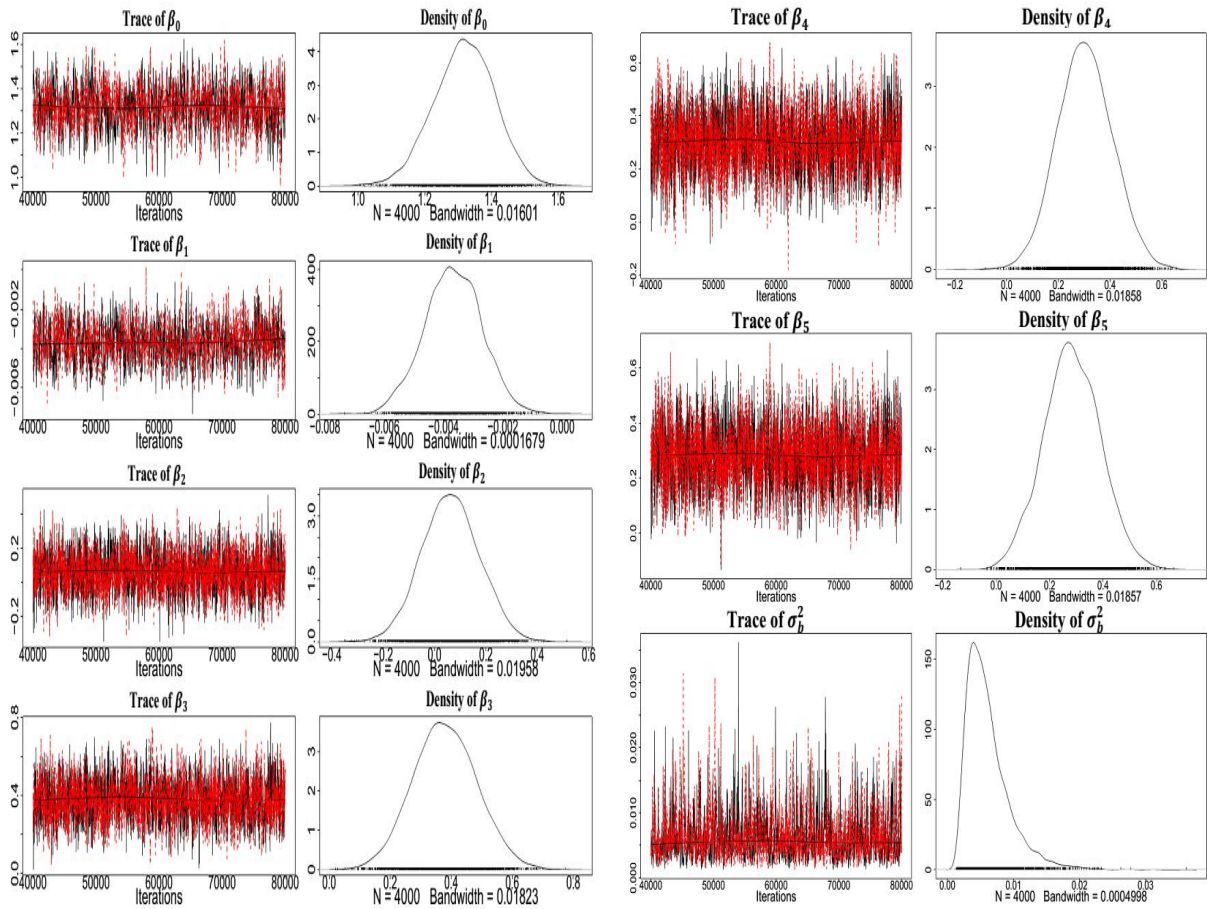 Trace of β₀
1.0 1.2 1.4 1.6
40000 50000 60000 70000 80000
Iterations
Density of β₀
0 1 2 3 4
1.0 1.2 1.4 1.6
N = 4000 Bandwidth = 0.01601
Trace of β₁
−0.006 −0.002
40000 50000 60000 70000 80000
Iterations
Density of β₁
0 200 400
−0.008 −0.006 −0.004 −0.002 0.000
N = 4000 Bandwidth = 0.0001679
Trace of β₂
−0.2 0.2
40000 50000 60000 70000 80000
Iterations
Density of β₂
0.0 1.5 3.0
−0.4 −0.2 0.0 0.2 0.4 0.6
N = 4000 Bandwidth = 0.01958
Trace of β₃
0.0 0.4 0.8
40000 50000 60000 70000 80000
Iterations
Density of β₃
0 1 2 3
0.0 0.2 0.4 0.6 0.8
N = 4000 Bandwidth = 0.01823
Trace of β₄
−0.2 0.0 0.2 0.4 0.6
40000 50000 60000 70000 80000
Iterations
Density of β₄
0 1 2 3
−0.2 0.0 0.2 0.4 0.6
N = 4000 Bandwidth = 0.01858
Trace of β₅
0.0 0.2 0.4 0.6
40000 50000 60000 70000 80000
Iterations
Density of β₅
0 1 2 3
−0.2 0.0 0.2 0.4 0.6
N = 4000 Bandwidth = 0.01857
Trace of σ²b
0.000 0.010 0.020 0.030
40000 50000 60000 70000 80000
Iterations
Density of σ²b
0 50 100 150
0.00 0.01 0.02 0.03
N = 4000 Bandwidth = 0.0004998